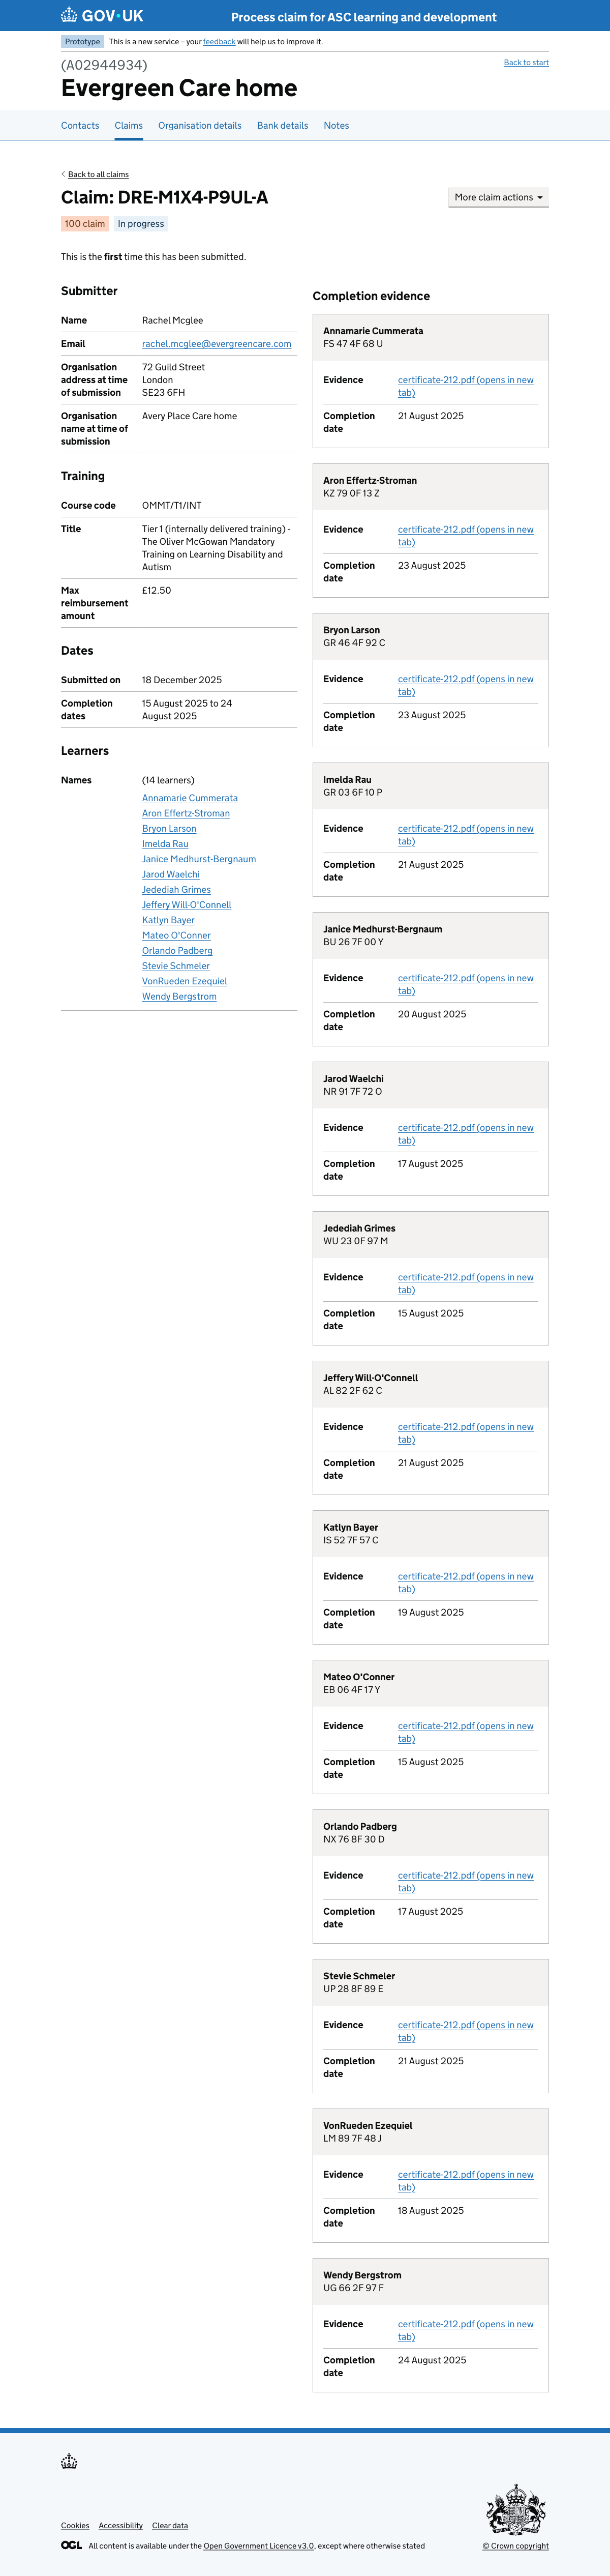 GOV·UK
Process claim for ASC learning and development
Prototype
This is a new service – your feedback will help us to improve it.
(A02944934)
Back to start
Evergreen Care home
Contacts
Claims
Organisation details
Bank details
Notes
Back to all claims
Claim: DRE-M1X4-P9UL-A
More claim actions
100 claim
In progress
This is the first time this has been submitted.
Submitter
Name
Rachel Mcglee
Email
rachel.mcglee@evergreencare.com
Organisation
address at time
of submission
72 Guild Street
London
SE23 6FH
Organisation
name at time of
submission
Avery Place Care home
Training
Course code
OMMT/T1/INT
Title
Tier 1 (internally delivered training) -
The Oliver McGowan Mandatory
Training on Learning Disability and
Autism
Max
reimbursement
amount
£12.50
Dates
Submitted on
18 December 2025
Completion
dates
15 August 2025 to 24
August 2025
Learners
Names
(14 learners)
Annamarie Cummerata
Aron Effertz-Stroman
Bryon Larson
Imelda Rau
Janice Medhurst-Bergnaum
Jarod Waelchi
Jedediah Grimes
Jeffery Will-O'Connell
Katlyn Bayer
Mateo O'Conner
Orlando Padberg
Stevie Schmeler
VonRueden Ezequiel
Wendy Bergstrom
Completion evidence
Annamarie Cummerata
FS 47 4F 68 U
Evidence
certificate-212.pdf (opens in new
tab)
Completion
date
21 August 2025
Aron Effertz-Stroman
KZ 79 0F 13 Z
Evidence
certificate-212.pdf (opens in new
tab)
Completion
date
23 August 2025
Bryon Larson
GR 46 4F 92 C
Evidence
certificate-212.pdf (opens in new
tab)
Completion
date
23 August 2025
Imelda Rau
GR 03 6F 10 P
Evidence
certificate-212.pdf (opens in new
tab)
Completion
date
21 August 2025
Janice Medhurst-Bergnaum
BU 26 7F 00 Y
Evidence
certificate-212.pdf (opens in new
tab)
Completion
date
20 August 2025
Jarod Waelchi
NR 91 7F 72 O
Evidence
certificate-212.pdf (opens in new
tab)
Completion
date
17 August 2025
Jedediah Grimes
WU 23 0F 97 M
Evidence
certificate-212.pdf (opens in new
tab)
Completion
date
15 August 2025
Jeffery Will-O'Connell
AL 82 2F 62 C
Evidence
certificate-212.pdf (opens in new
tab)
Completion
date
21 August 2025
Katlyn Bayer
IS 52 7F 57 C
Evidence
certificate-212.pdf (opens in new
tab)
Completion
date
19 August 2025
Mateo O'Conner
EB 06 4F 17 Y
Evidence
certificate-212.pdf (opens in new
tab)
Completion
date
15 August 2025
Orlando Padberg
NX 76 8F 30 D
Evidence
certificate-212.pdf (opens in new
tab)
Completion
date
17 August 2025
Stevie Schmeler
UP 28 8F 89 E
Evidence
certificate-212.pdf (opens in new
tab)
Completion
date
21 August 2025
VonRueden Ezequiel
LM 89 7F 48 J
Evidence
certificate-212.pdf (opens in new
tab)
Completion
date
18 August 2025
Wendy Bergstrom
UG 66 2F 97 F
Evidence
certificate-212.pdf (opens in new
tab)
Completion
date
24 August 2025
Cookies
Accessibility
Clear data
OGL
All content is available under the Open Government Licence v3.0, except where otherwise stated
© Crown copyright